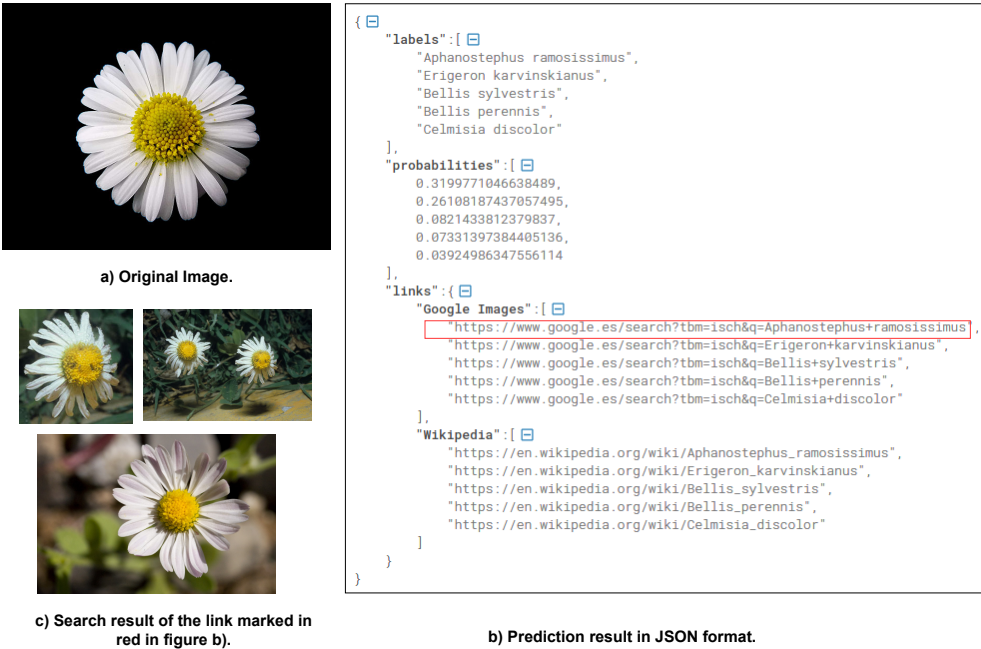 a) Original Image.
c) Search result of the link marked in
red in figure b).
{
"labels":[
"Aphanostephus ramosissimus",
"Erigeron karvinskianus",
"Bellis sylvestris",
"Bellis perennis",
"Celmisia discolor"
],
"probabilities":[
0.3199771046638489,
0.26108187437057495,
0.0821433812379837,
0.07331397384405136,
0.03924986347556114
],
"links":{
"Google Images":[
"https://www.google.es/search?tbm=isch&q=Aphanostephus+ramosissimus",
"https://www.google.es/search?tbm=isch&q=Erigeron+karvinskianus",
"https://www.google.es/search?tbm=isch&q=Bellis+sylvestris",
"https://www.google.es/search?tbm=isch&q=Bellis+perennis",
"https://www.google.es/search?tbm=isch&q=Celmisia+discolor"
],
"Wikipedia":[
"https://en.wikipedia.org/wiki/Aphanostephus_ramosissimus",
"https://en.wikipedia.org/wiki/Erigeron_karvinskianus",
"https://en.wikipedia.org/wiki/Bellis_sylvestris",
"https://en.wikipedia.org/wiki/Bellis_perennis",
"https://en.wikipedia.org/wiki/Celmisia_discolor"
]
}
}
b) Prediction result in JSON format.